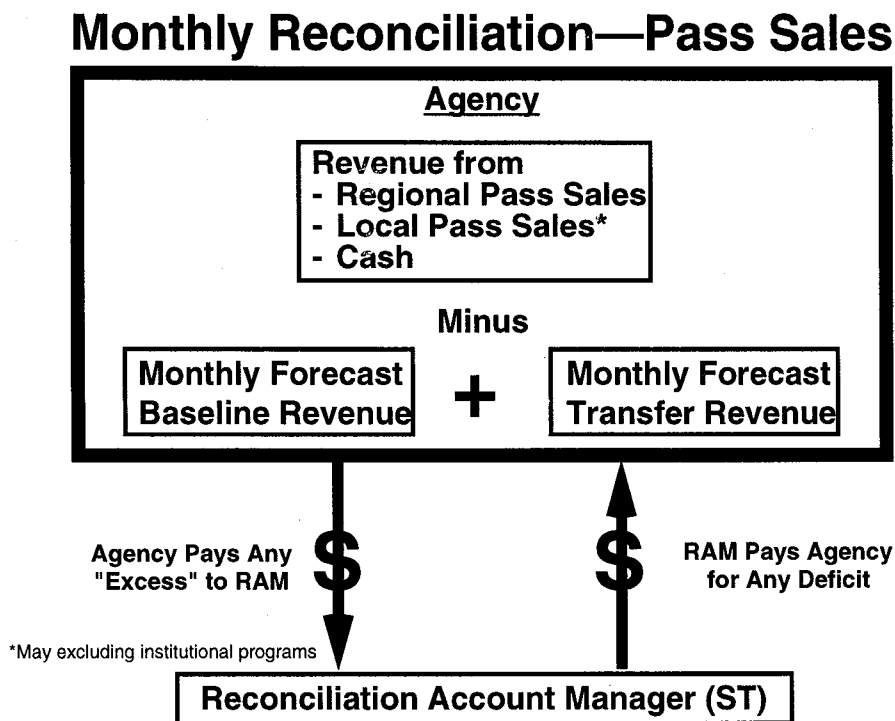 Monthly Reconciliation—Pass Sales
Agency
Revenue from
- Regional Pass Sales
- Local Pass Sales*
- Cash
Minus
Monthly Forecast
Baseline Revenue
+
Monthly Forecast
Transfer Revenue
Agency Pays Any
"Excess" to RAM
$
$
RAM Pays Agency
for Any Deficit
*May excluding institutional programs
Reconciliation Account Manager (ST)